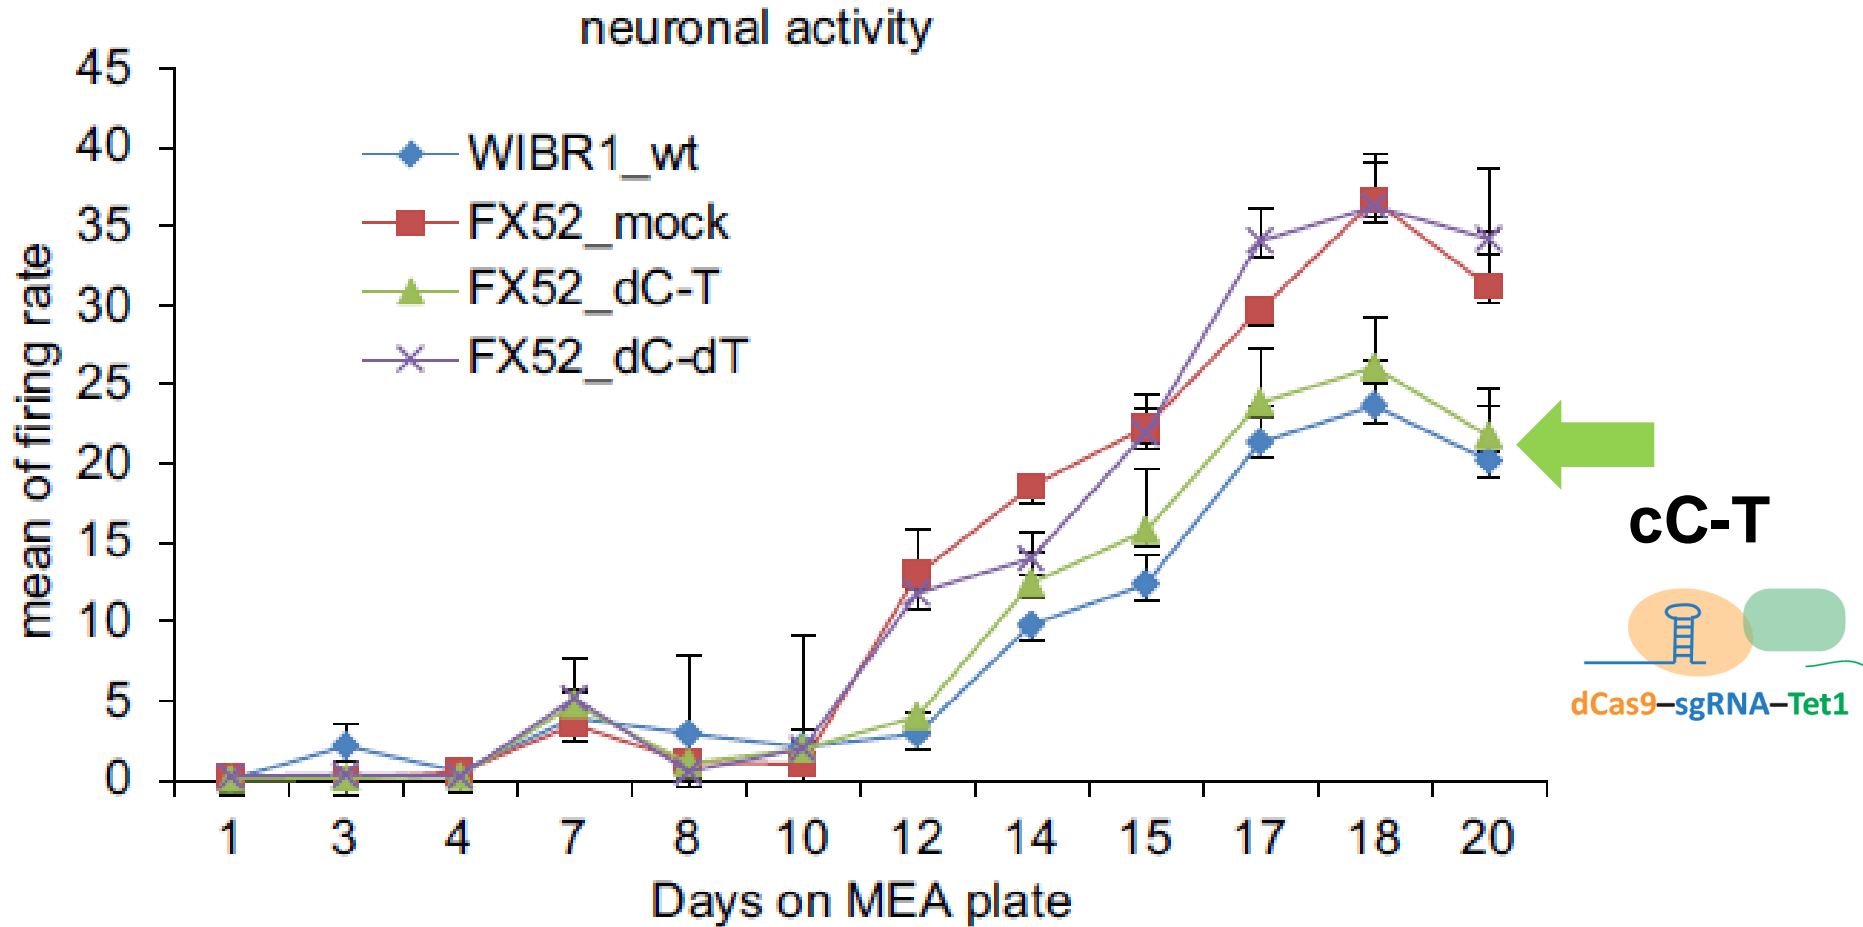 neuronal activity
45
40
35
30
25
20
15
10
5
0
mean of firing rate
WIBR1_wt
FX52_mock
FX52_dC-T
FX52_dC-dT
1 3 4 7 8 10 12 14 15 17 18 20
Days on MEA plate
cC-T
dCas9–sgRNA–Tet1